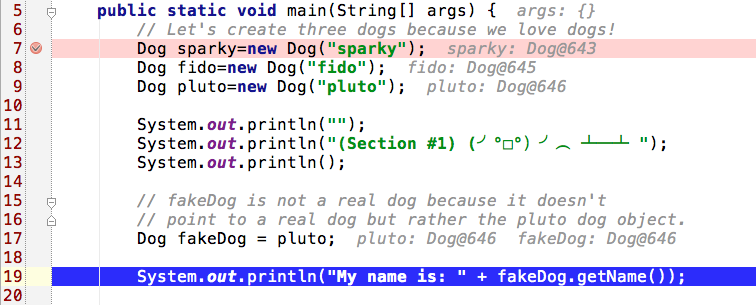 5 public static void main(String[] args) { args: {}
6 // Let's create three dogs because we love dogs!
7 Dog sparky=new Dog("sparky"); sparky: Dog@643
8 Dog fido=new Dog("fido"); fido: Dog@645
9 Dog pluto=new Dog("pluto"); pluto: Dog@646
10
11 System.out.println("");
12 System.out.println("(Section #1) (╯°□°)╯︵ ┻━┻ ");
13 System.out.println();
14
15 // fakeDog is not a real dog because it doesn't
16 // point to a real dog but rather the pluto dog object.
17 Dog fakeDog = pluto; pluto: Dog@646 fakeDog: Dog@646
18
19 System.out.println("My name is: " + fakeDog.getName());
20